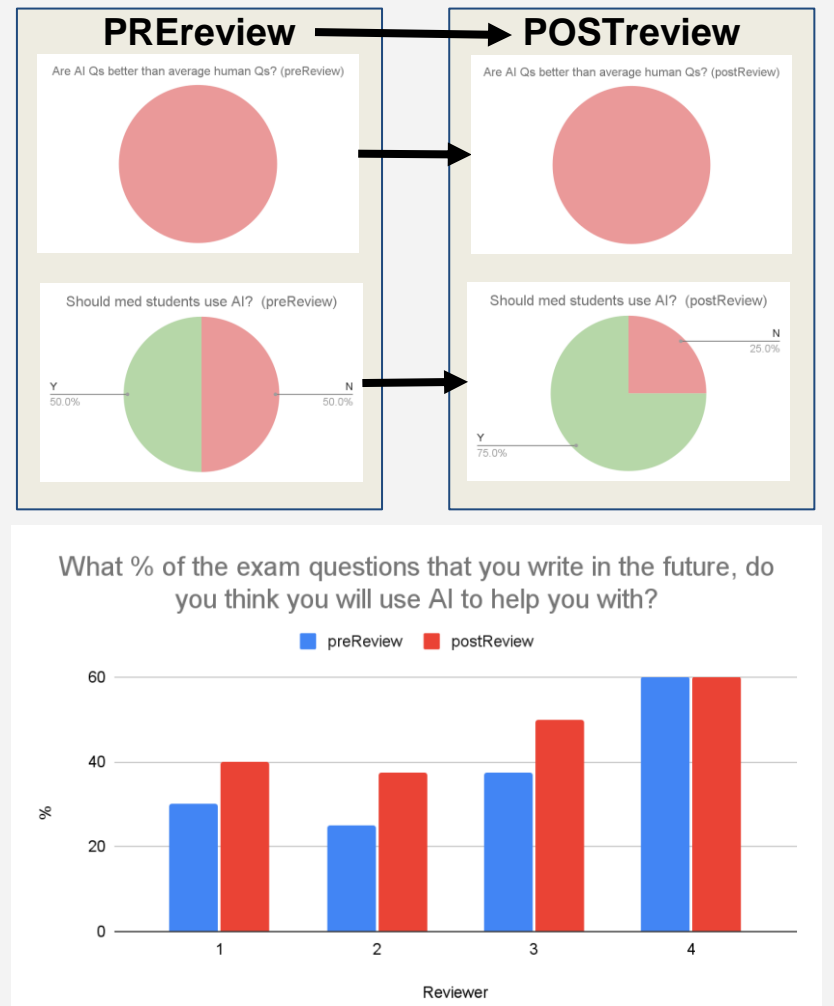 PREreview
POSTreview
Are AI Qs better than average human Qs? (preReview)
Are AI Qs better than average human Qs? (postReview)
Should med students use AI?  (preReview)
Y
50.0%
N
50.0%
Should med students use AI?  (postReview)
N
25.0%
Y
75.0%
What % of the exam questions that you write in the future, do
you think you will use AI to help you with?
preReview
postReview
60
40
20
0
%
1
2
3
4
Reviewer